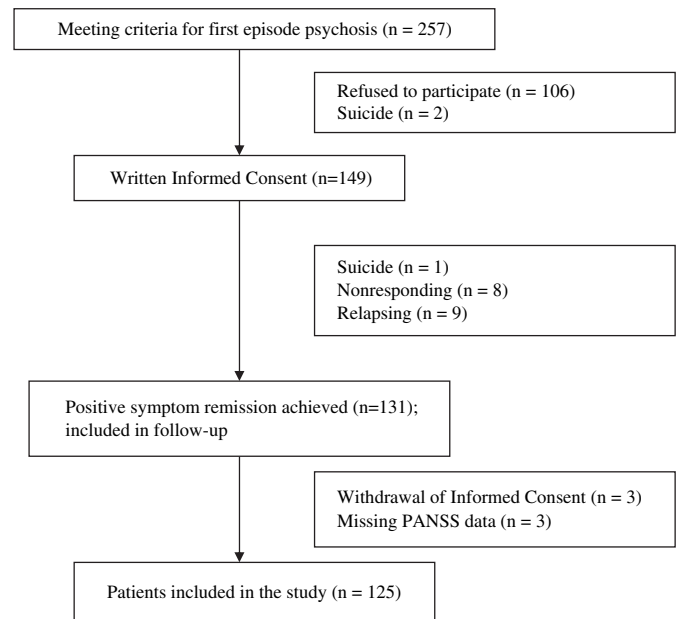 Meeting criteria for first episode psychosis (n = 257)
Refused to participate (n = 106)
Suicide (n = 2)
Written Informed Consent (n=149)
Suicide (n = 1)
Nonresponding (n = 8)
Relapsing (n = 9)
Positive symptom remission achieved (n=131);
included in follow-up
Withdrawal of Informed Consent (n = 3)
Missing PANSS data (n = 3)
Patients included in the study (n = 125)